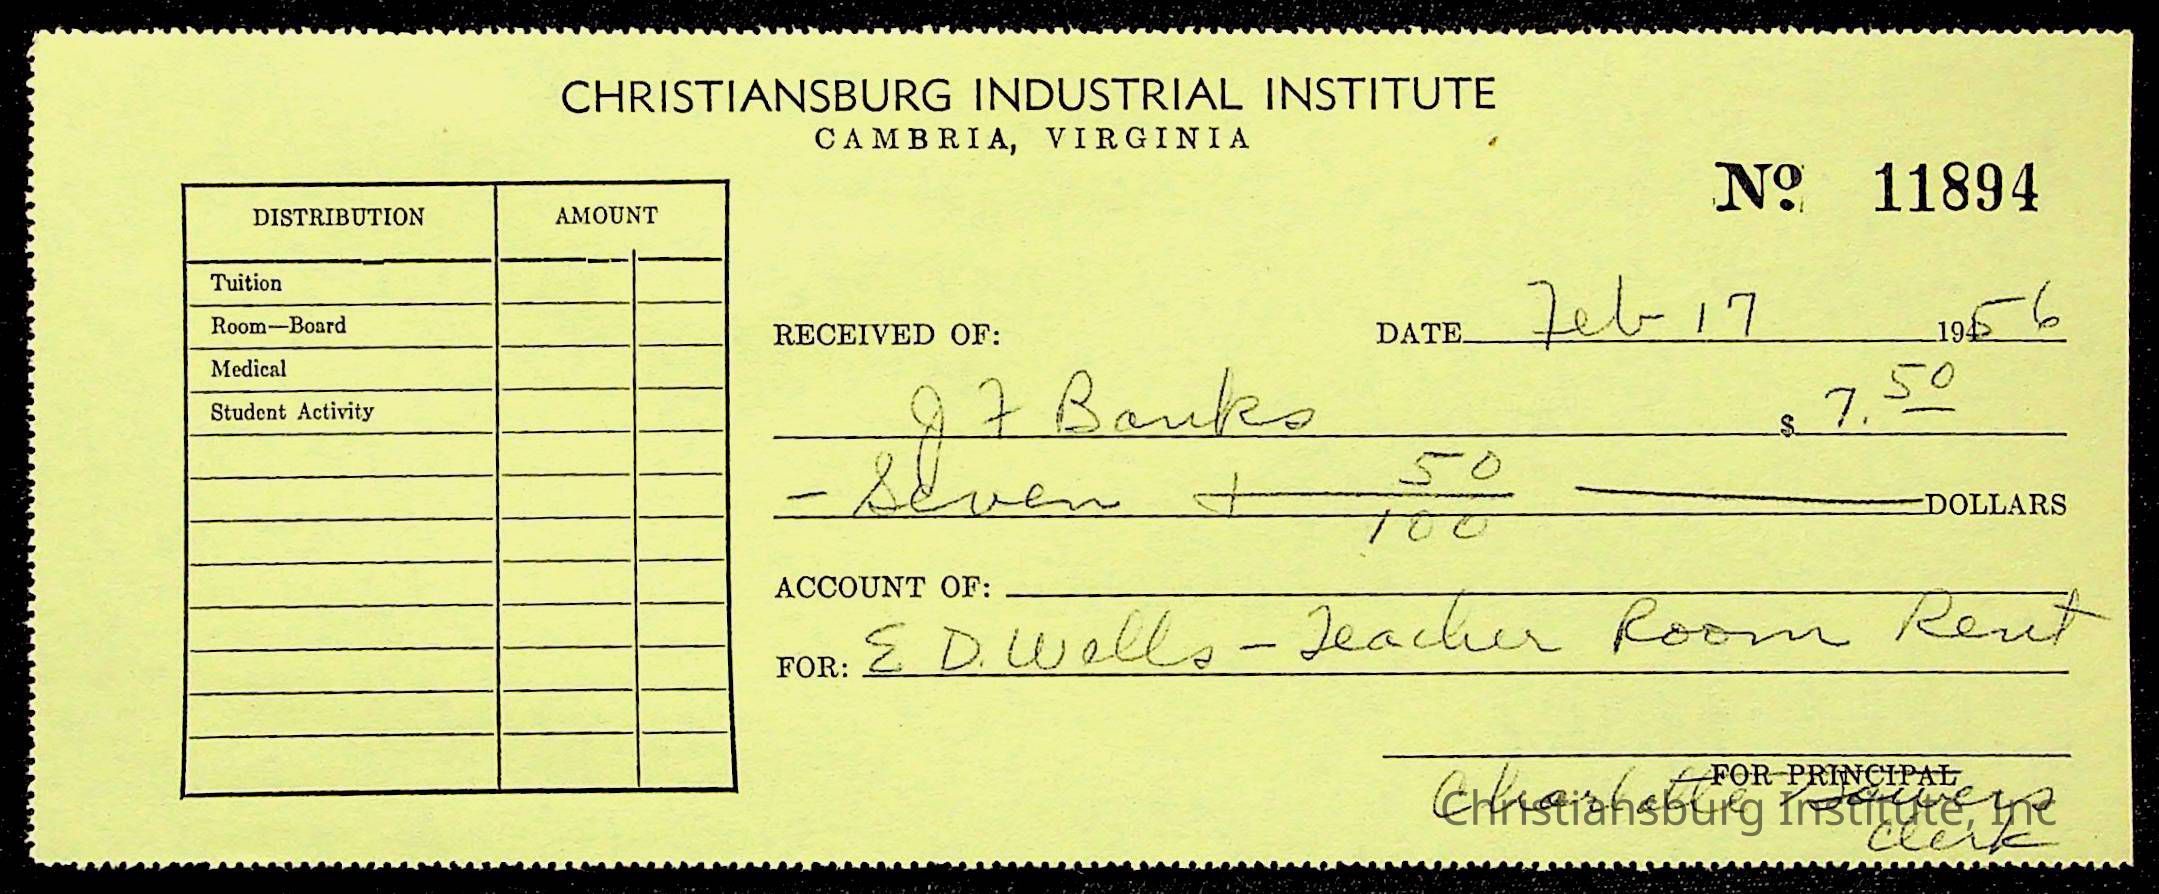 CHRISTIANSBURG INDUSTRIAL INSTITUTE
CAMBRIA, VIRGINIA
Nº 11894
DISTRIBUTION AMOUNT
Tuition
Room—Board
Medical
Student Activity
RECEIVED OF: DATE Feb 17 1956
J F Banks $ 7.50
- Seven + 50/100 DOLLARS
ACCOUNT OF:
FOR: E D. Wells - Teacher Room Rent
FOR PRINCIPAL
Charlotte
Clerk
Christiansburg Institute, Inc